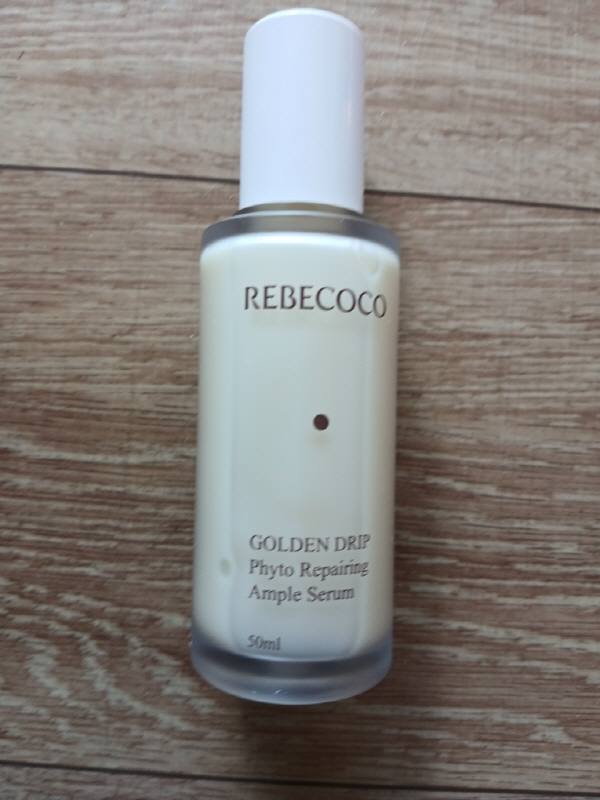 REBECOCO
GOLDEN DRIP
Phyto Repairing
Ample Serum
50ml